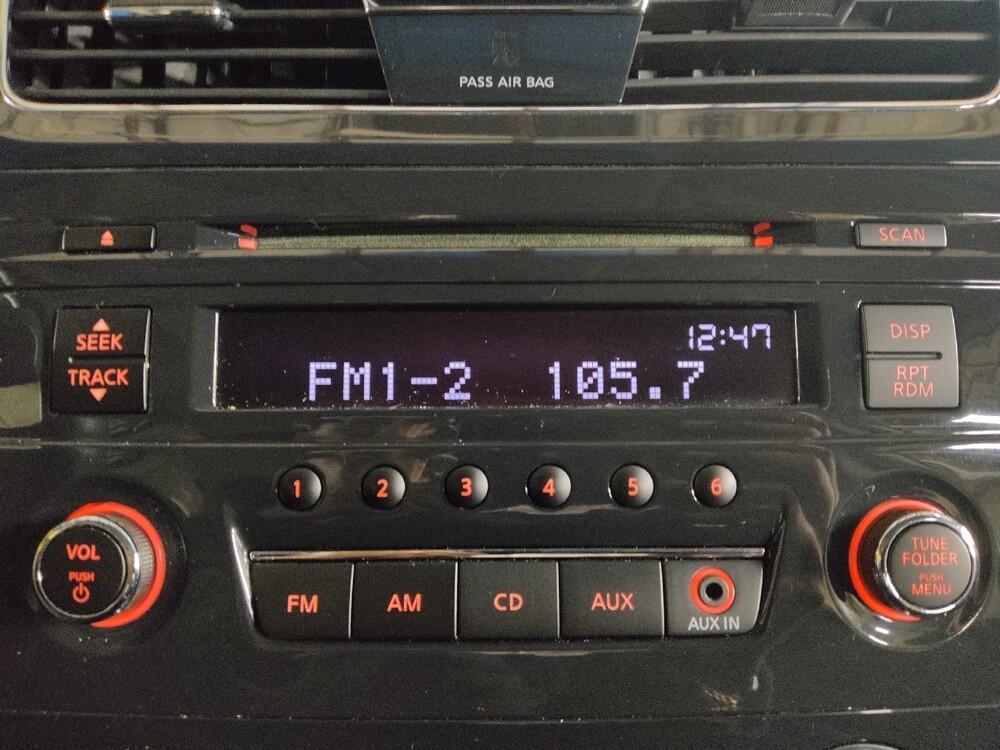 PASS AIR BAG
SCAN
SEEK
TRACK
12:47
FM1-2 105.7
DISP
RPT
RDM
1 2 3 4 5 6
VOL
PUSH
TUNE
FOLDER
PUSH
MENU
FM AM CD AUX
AUX IN